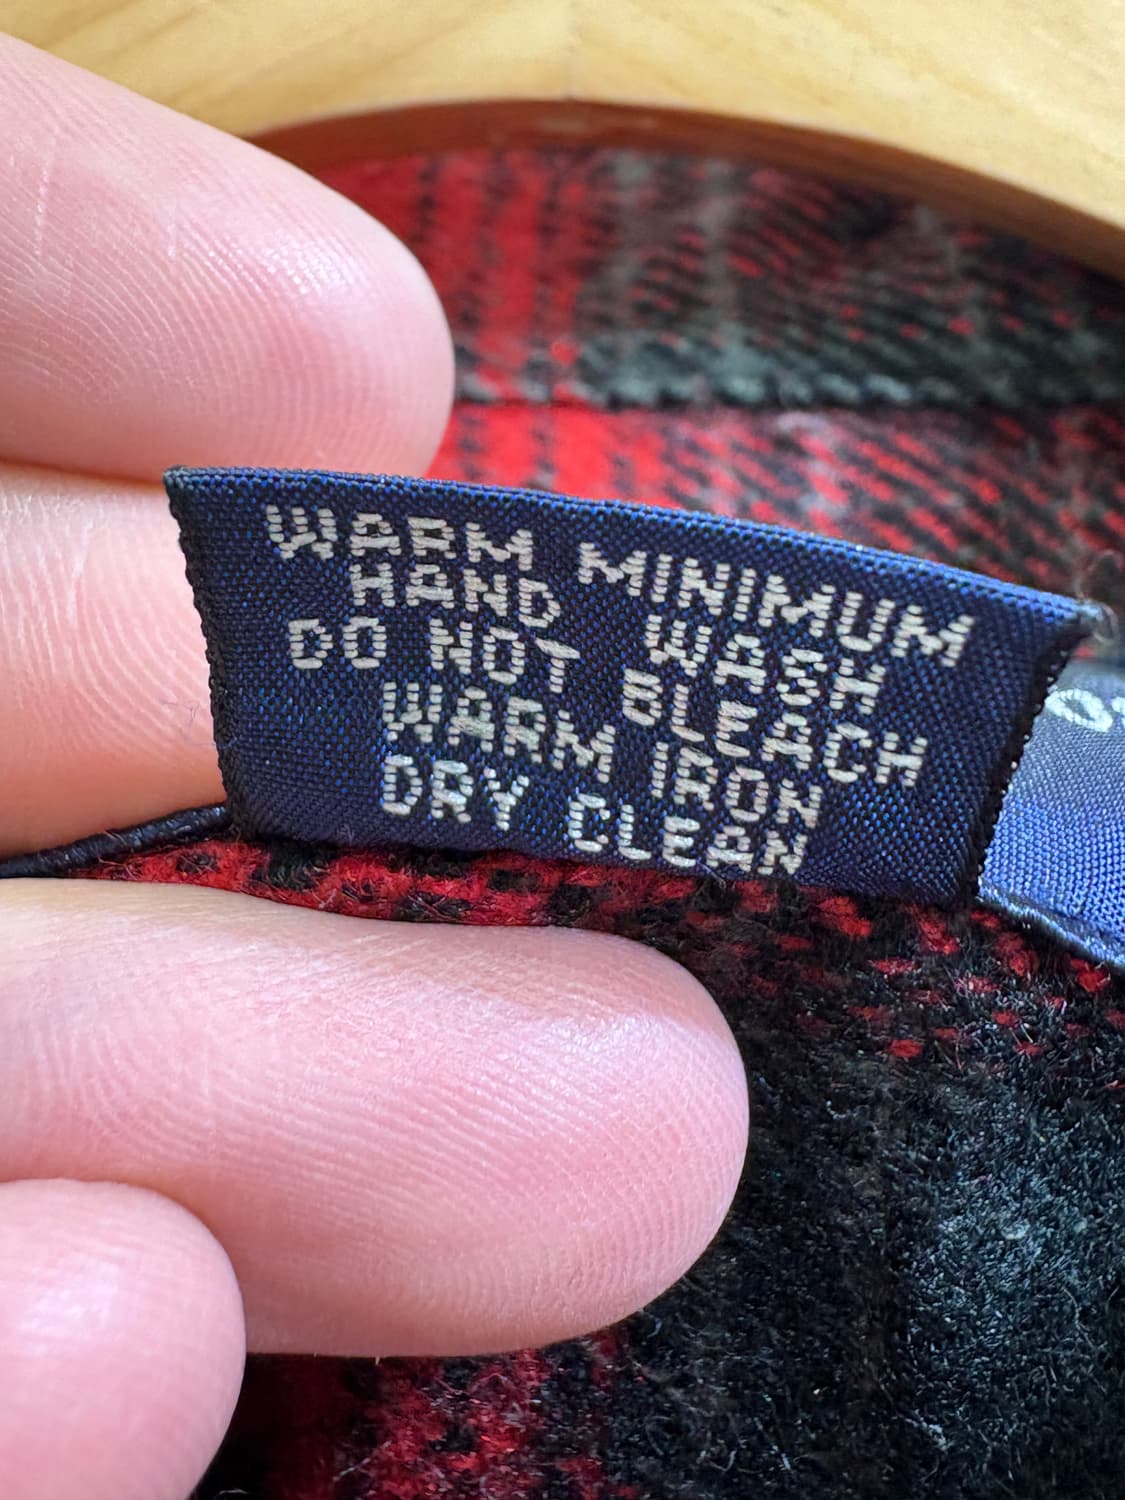 WARM MINIMUM
HAND WASH
DO NOT BLEACH
WARM IRON
DRY CLEAN